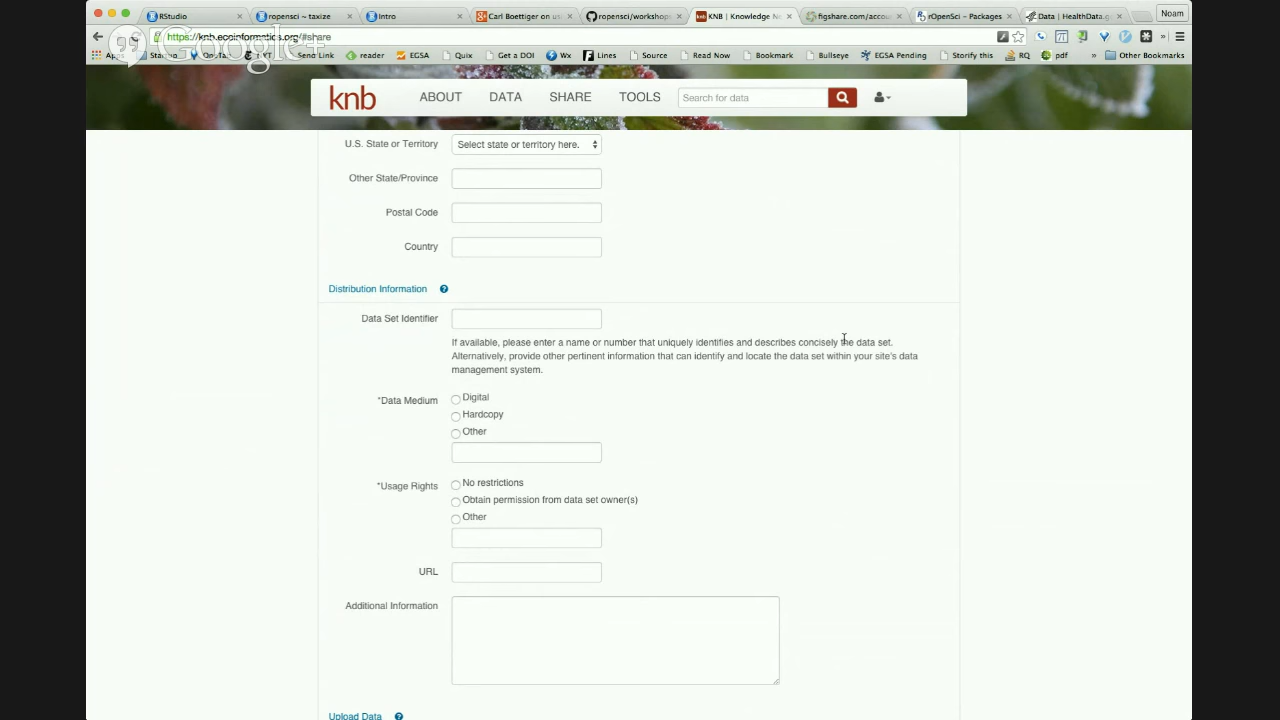 RStudio
ropensci ~ taxize
Intro
Carl Boettiger on us
ropensci/workshops
KNB | Knowledge Ne
figshare.com/accou
rOpenSci - Packages
Data | HealthData.g
Noam
https://knb.ecoinformatics.org/#share
Google+
Apps
Send Link
reader
EGSA
Quix
Get a DOI
Wx
Lines
Source
Read Now
Bookmark
Bullseye
EGSA Pending
Storify this
RQ
pdf
»
Other Bookmarks
knb
ABOUT
DATA
SHARE
TOOLS
Search for data
U.S. State or Territory
Select state or territory here.
Other State/Province
Postal Code
Country
Distribution Information
Data Set Identifier
If available, please enter a name or number that uniquely identifies and describes concisely the data set.
Alternatively, provide other pertinent information that can identify and locate the data set within your site's data
management system.
*Data Medium
Digital
Hardcopy
Other
*Usage Rights
No restrictions
Obtain permission from data set owner(s)
Other
URL
Additional Information
Upload Data